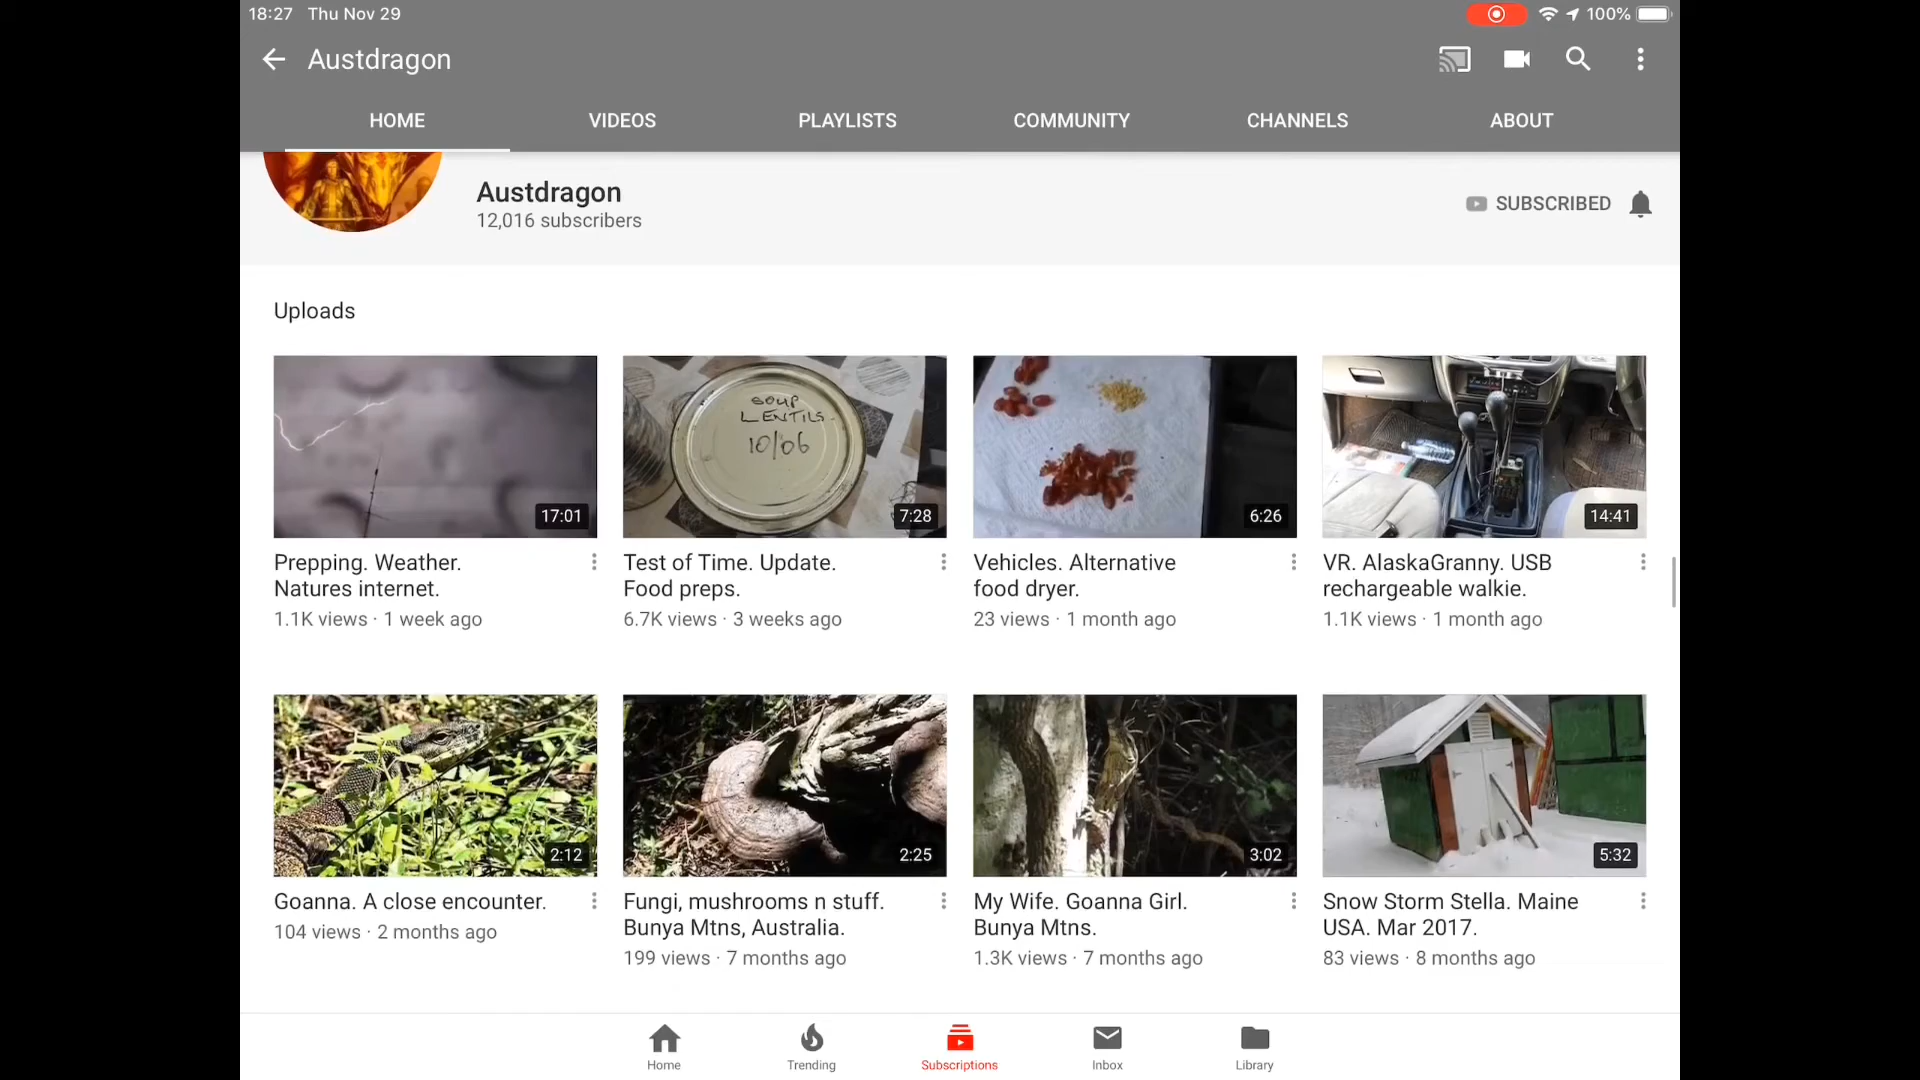 18:27 Thu Nov 29
100%
Austdragon
HOME VIDEOS PLAYLISTS COMMUNITY CHANNELS ABOUT
Austdragon
12,016 subscribers
SUBSCRIBED
Uploads
17:01
SOUP
LENTILS
10/06
7:28
6:26
14:41
Prepping. Weather.
Natures internet.
1.1K views · 1 week ago
Test of Time. Update.
Food preps.
6.7K views · 3 weeks ago
Vehicles. Alternative
food dryer.
23 views · 1 month ago
VR. AlaskaGranny. USB
rechargeable walkie.
1.1K views · 1 month ago
2:12
2:25
3:02
5:32
Goanna. A close encounter.
104 views · 2 months ago
Fungi, mushrooms n stuff.
Bunya Mtns, Australia.
199 views · 7 months ago
My Wife. Goanna Girl.
Bunya Mtns.
1.3K views · 7 months ago
Snow Storm Stella. Maine
USA. Mar 2017.
83 views · 8 months ago
Home Trending Subscriptions Inbox Library